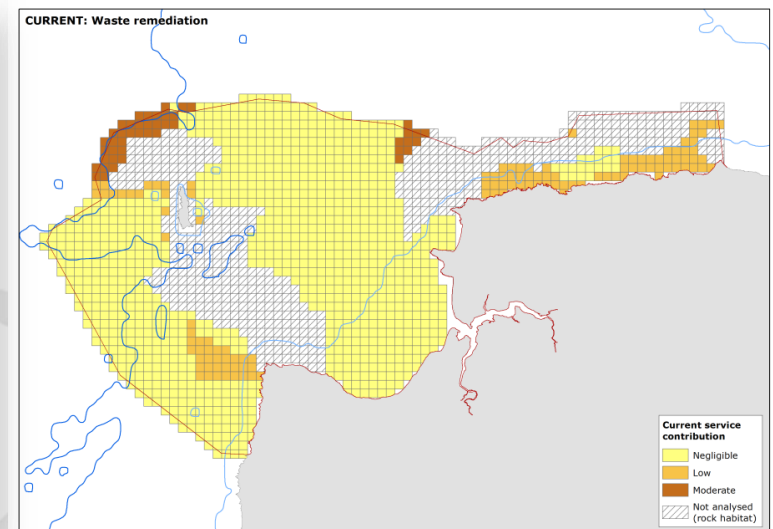 CURRENT: Waste remediation
Current service
contribution
Negligible
Low
Moderate
Not analysed
(rock habitat)